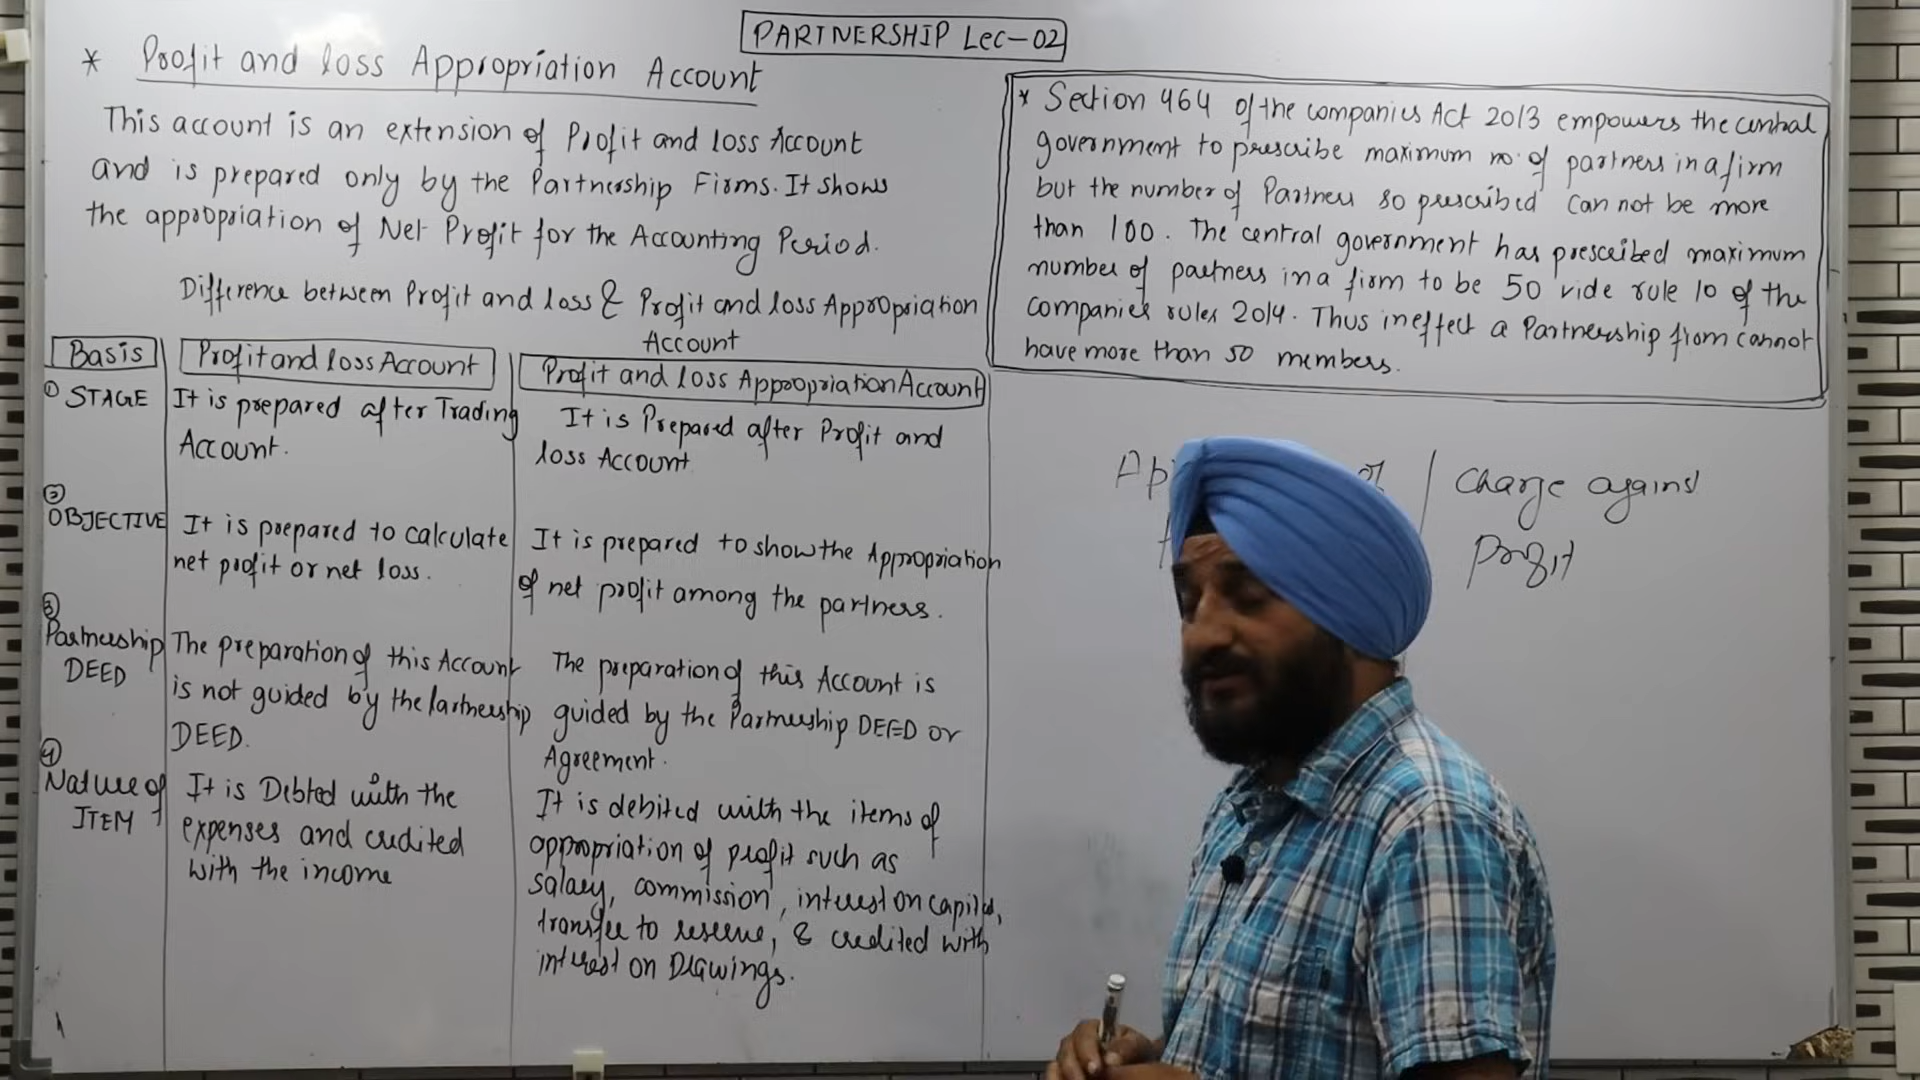 PARTNERSHIP Lec-02
* Profit and loss Appropriation Account
This account is an extension of Profit and loss Account
and is prepared only by the Partnership Firms. It shows
the appropriation of Net Profit for the Accounting Period.
Difference between Profit and loss & Profit and loss Appropriation
Account
Basis
Profit and loss Account
Profit and loss Appropriation Account
① STAGE
It is prepared after Trading
Account.
It is Prepared after Profit and
loss Account
②
OBJECTIVE
It is prepared to calculate
net profit or net loss.
It is prepared to show the Appropriation
of net profit among the partners.
③
Partnership
DEED
The preparation of this Account
is not guided by the Partnership
DEED.
The preparation of this Account is
guided by the Partnership DEED or
Agreement.
④
Nature of
ITEM
It is Debted with the
expenses and credited
with the income
It is debited with the items of
appropriation of profit such as
salary, commission, interest on capital,
transfer to reserve, & credited with
interest on Drawings.
* Section 464 of the companies Act 2013 empowers the central
government to prescribe maximum no. of partners in a firm
but the number of Partners so prescribed can not be more
than 100. The central government has prescribed maximum
number of partners in a firm to be 50 vide rule 10 of the
companies rules 2014. Thus in effect a Partnership firom cannot
have more than 50 members.
Ap
of
Charge against
Profit